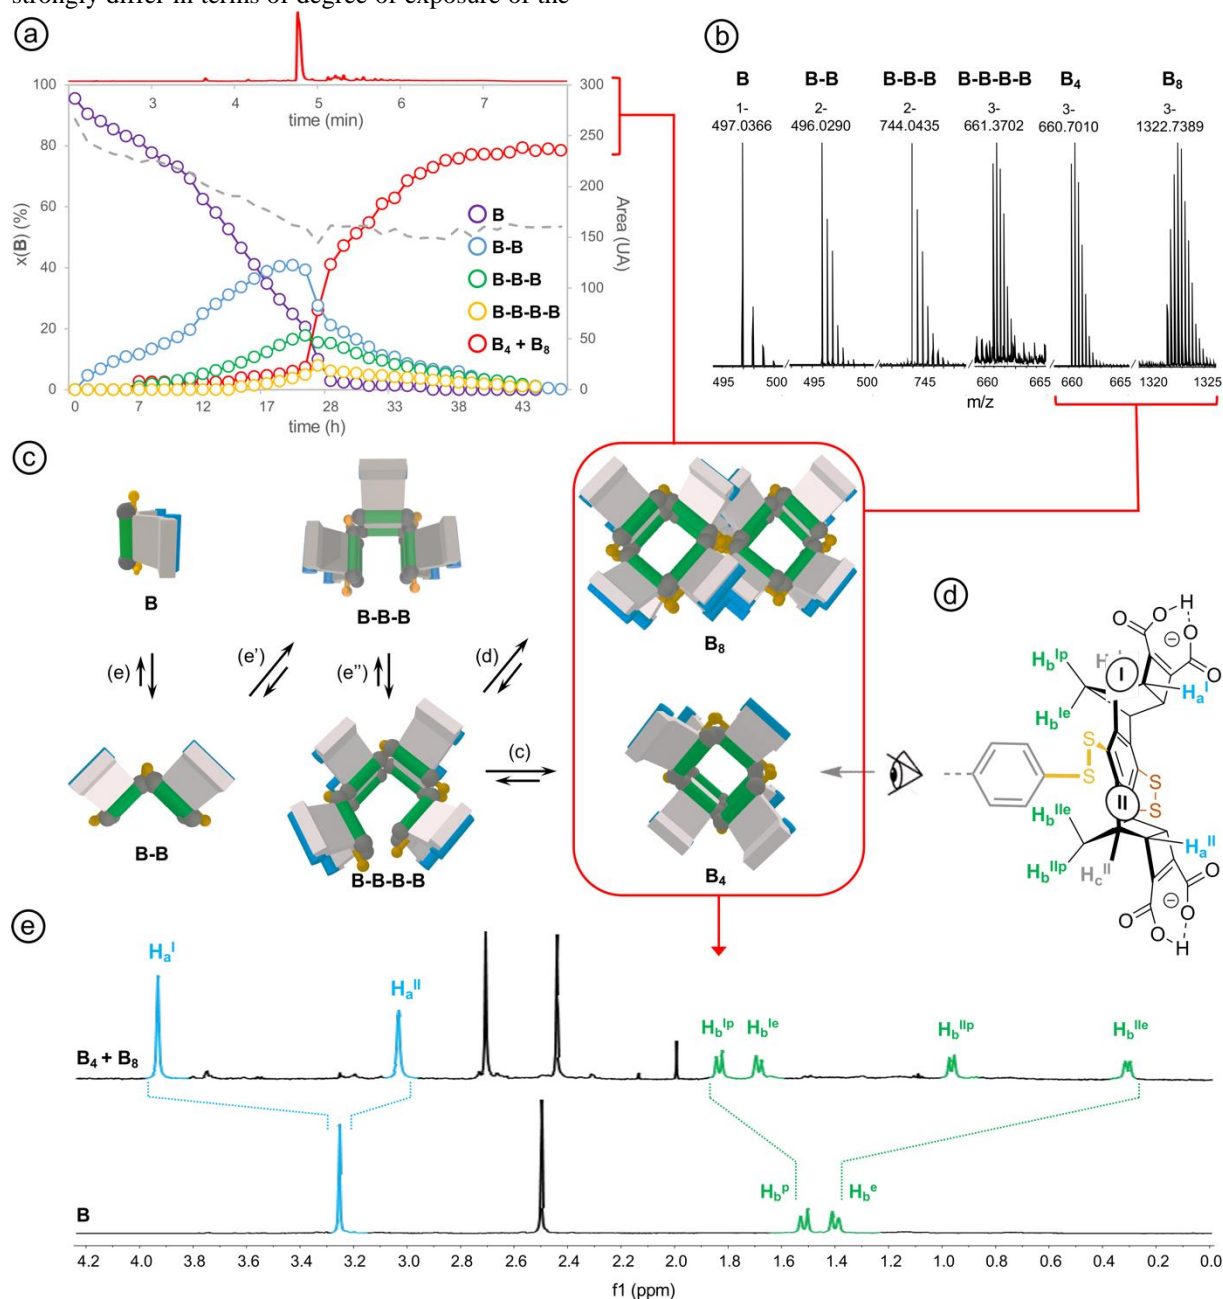 strongly differ in terms of degree of exposure of the
a
100
80
60
40
20
0
x(B) (%)
3 4 5 6 7
time (min)
300
250
200
150
100
50
0
Area (UA)
B
B-B
B-B-B
B-B-B-B
B4 + B8
0 7 12 17 28 33 38 43
time (h)
b
B B-B B-B-B B-B-B-B B4 B8
1- 2- 2- 3- 3- 3-
497.0366 496.0290 744.0435 661.3702 660.7010 1322.7389
495 500 495 500 745 660 665 660 665 1320 1325
m/z
c
B
B-B-B
B8
(e) (e') (e'') (d)
(c)
B-B
B-B-B-B
B4
d
O H
O O
⊖
O
Hb^Ip
H I
Ha^I
Hb^Ie
S
S
S
S
II
Hb^IIe
Ha^II
Hb^IIp
Hc^II
O
⊖
O O
O H
e
Ha^I
Ha^II
Hb^Ip Hb^Ie Hb^IIp Hb^IIe
B4 + B8
Hb^p Hb^e
B
4.2 4.0 3.8 3.6 3.4 3.2 3.0 2.8 2.6 2.4 2.2 2.0 1.8 1.6 1.4 1.2 1.0 0.8 0.6 0.4 0.2 0.0
f1 (ppm)